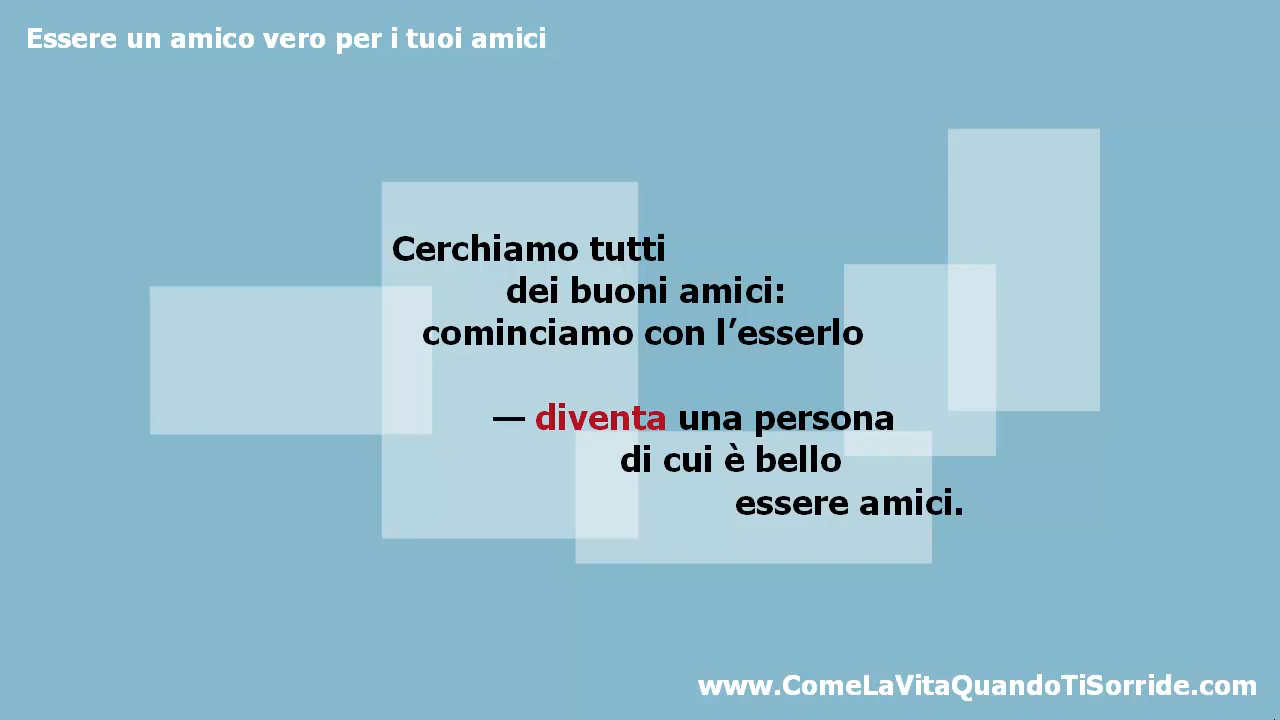 Essere un amico vero per i tuoi amici
Cerchiamo tutti
dei buoni amici:
cominciamo con l’esserlo
— diventa una persona
di cui è bello
essere amici.
www.ComeLaVitaQuandoTiSorride.com